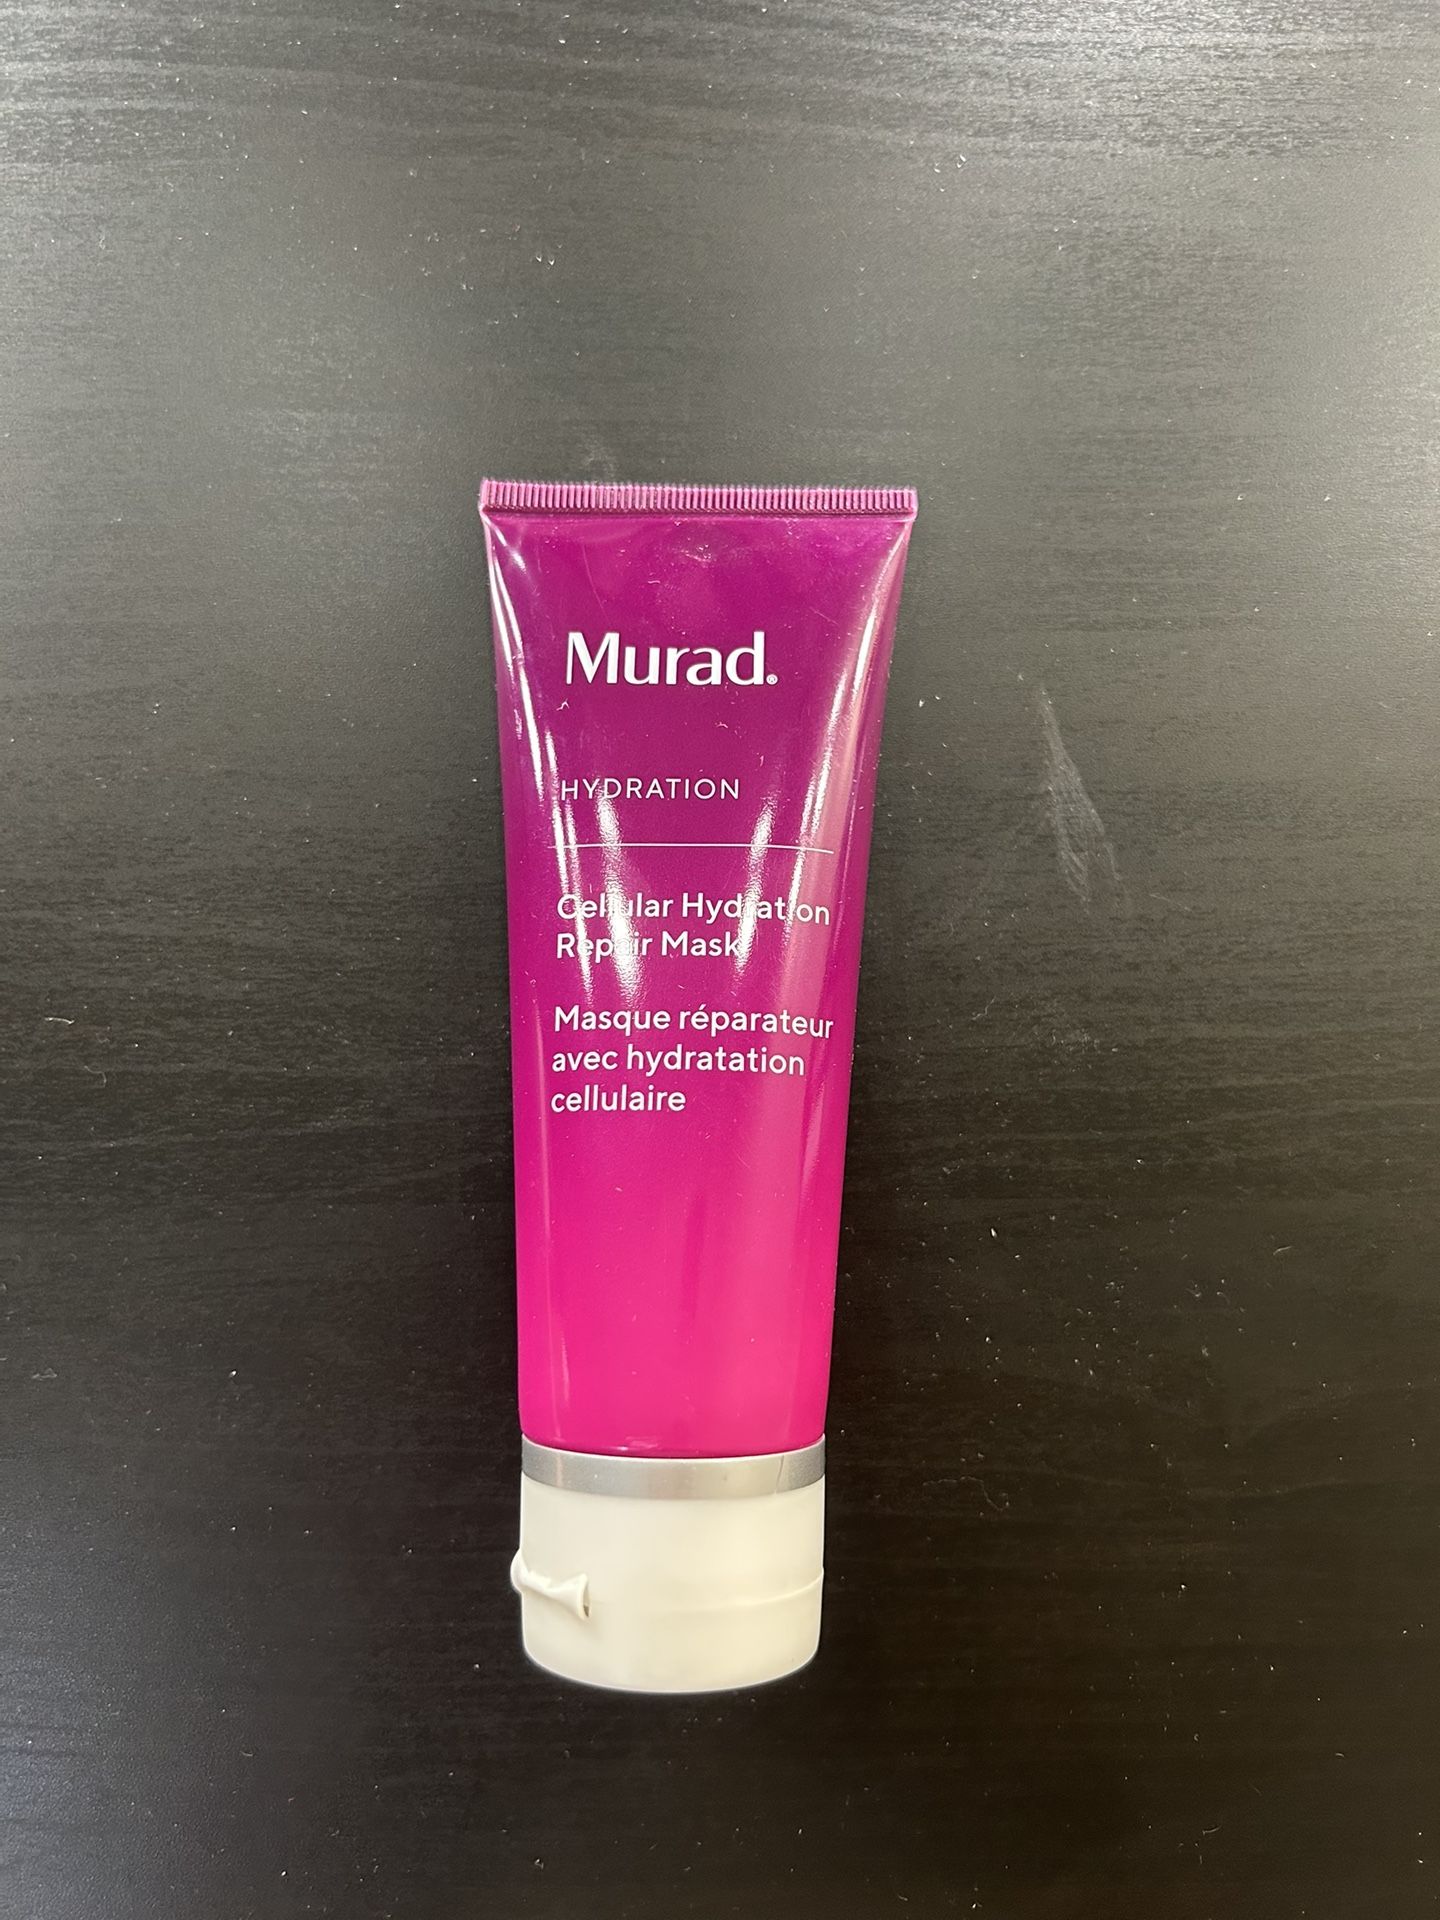 Murad®
HYDRATION
Cellular Hydration
Repair Mask
Masque réparateur
avec hydratation
cellulaire